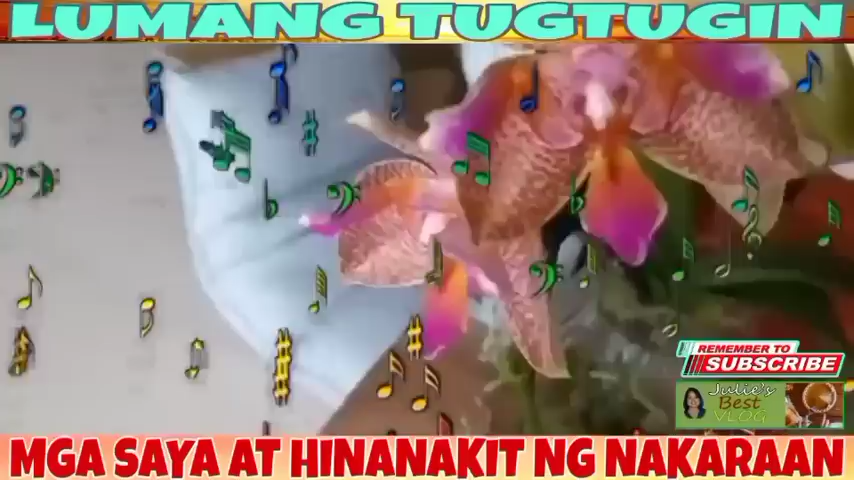 LUMANG TUGTUGIN
REMEMBER TO
SUBSCRIBE
Julie's
Best
VLOG
MGA SAYA AT HINANAKIT NG NAKARAAN